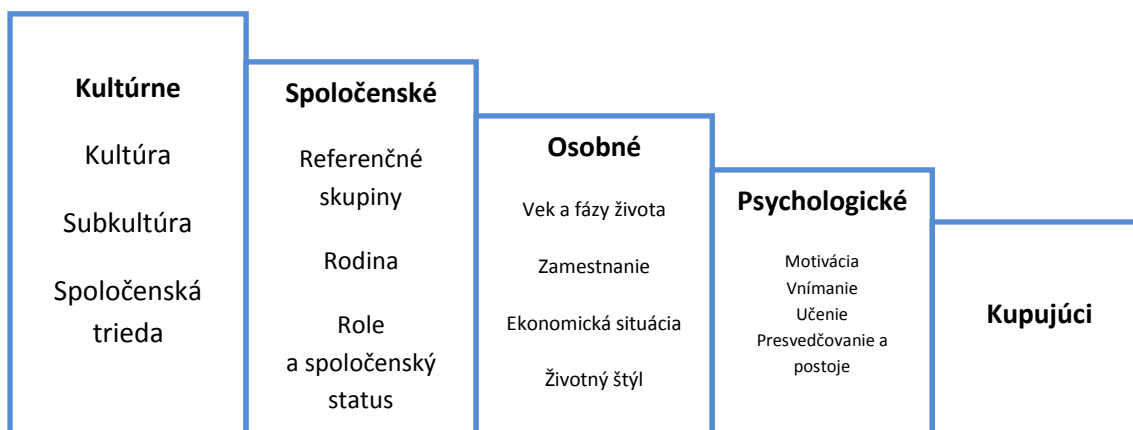 Kultúrne
Kultúra
Subkultúra
Spoločenská
trieda
Spoločenské
Referenčné
skupiny
Rodina
Role
a spoločenský
status
Osobné
Vek a fázy života
Zamestnanie
Ekonomická situácia
Životný štýl
Psychologické
Motivácia
Vnímanie
Učenie
Presvedčovanie a
postoje
Kupujúci